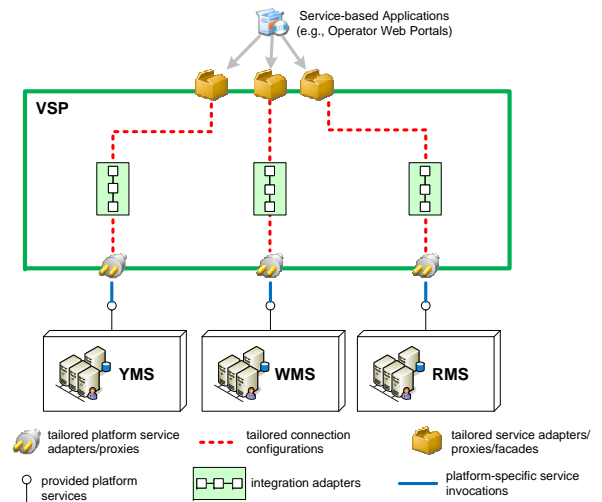 Service-based Applications
(e.g., Operator Web Portals)
VSP
YMS
WMS
RMS
tailored platform service
adapters/proxies
tailored connection
configurations
tailored service adapters/
proxies/facades
provided platform
services
integration adapters
platform-specific service
invocations